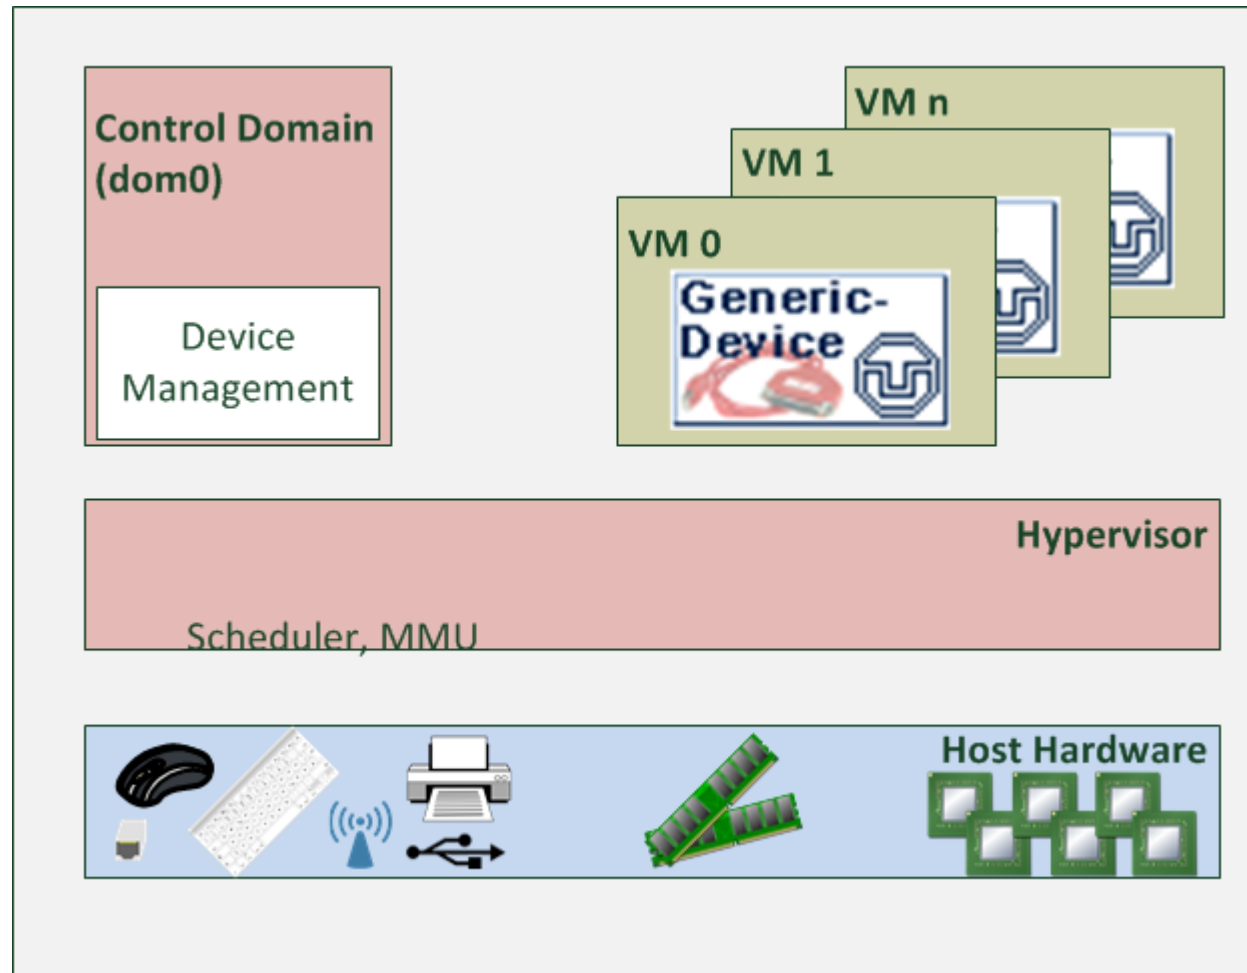 Control Domain
(dom0)
Device
Management
VM n
VM 1
VM 0
Generic-
Device
Hypervisor
Scheduler, MMU
Host Hardware